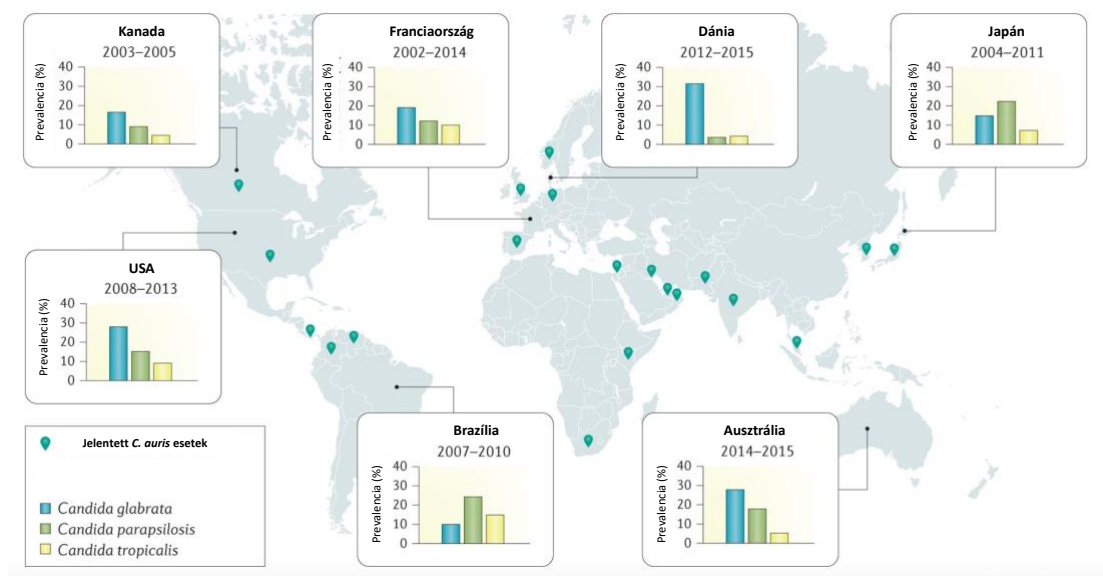 Kanada
2003–2005
Prevalencia (%)
40
30
20
10
0
Franciaország
2002–2014
Prevalencia (%)
40
30
20
10
0
Dánia
2012–2015
Prevalencia (%)
40
30
20
10
0
Japán
2004–2011
Prevalencia (%)
40
30
20
10
0
USA
2008–2013
Prevalencia (%)
40
30
20
10
0
Brazília
2007–2010
Prevalencia (%)
40
30
20
10
0
Ausztrália
2014–2015
Prevalencia (%)
40
30
20
10
0
Jelentett C. auris esetek
Candida glabrata
Candida parapsilosis
Candida tropicalis